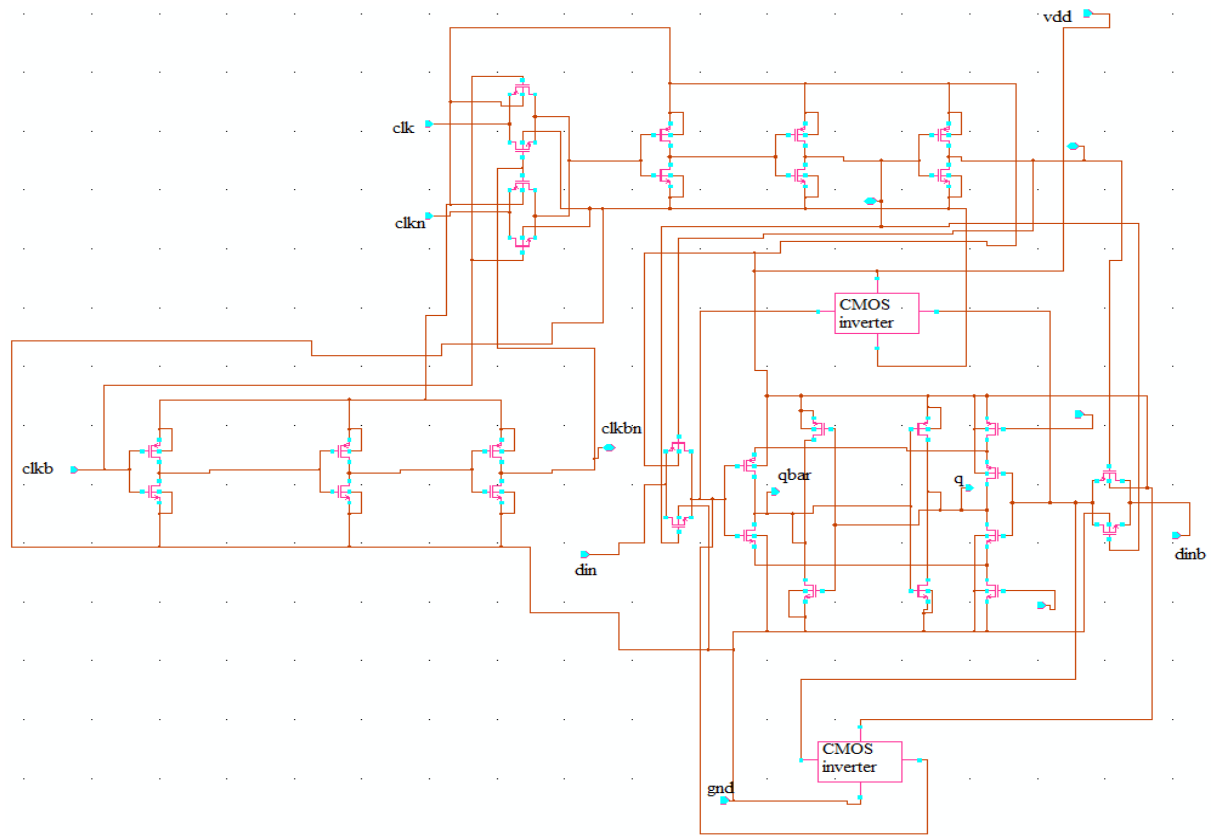 vdd
clk
clkn
CMOS
inverter
clkb
clkbn
qbar
q
din
dinb
CMOS
inverter
gnd